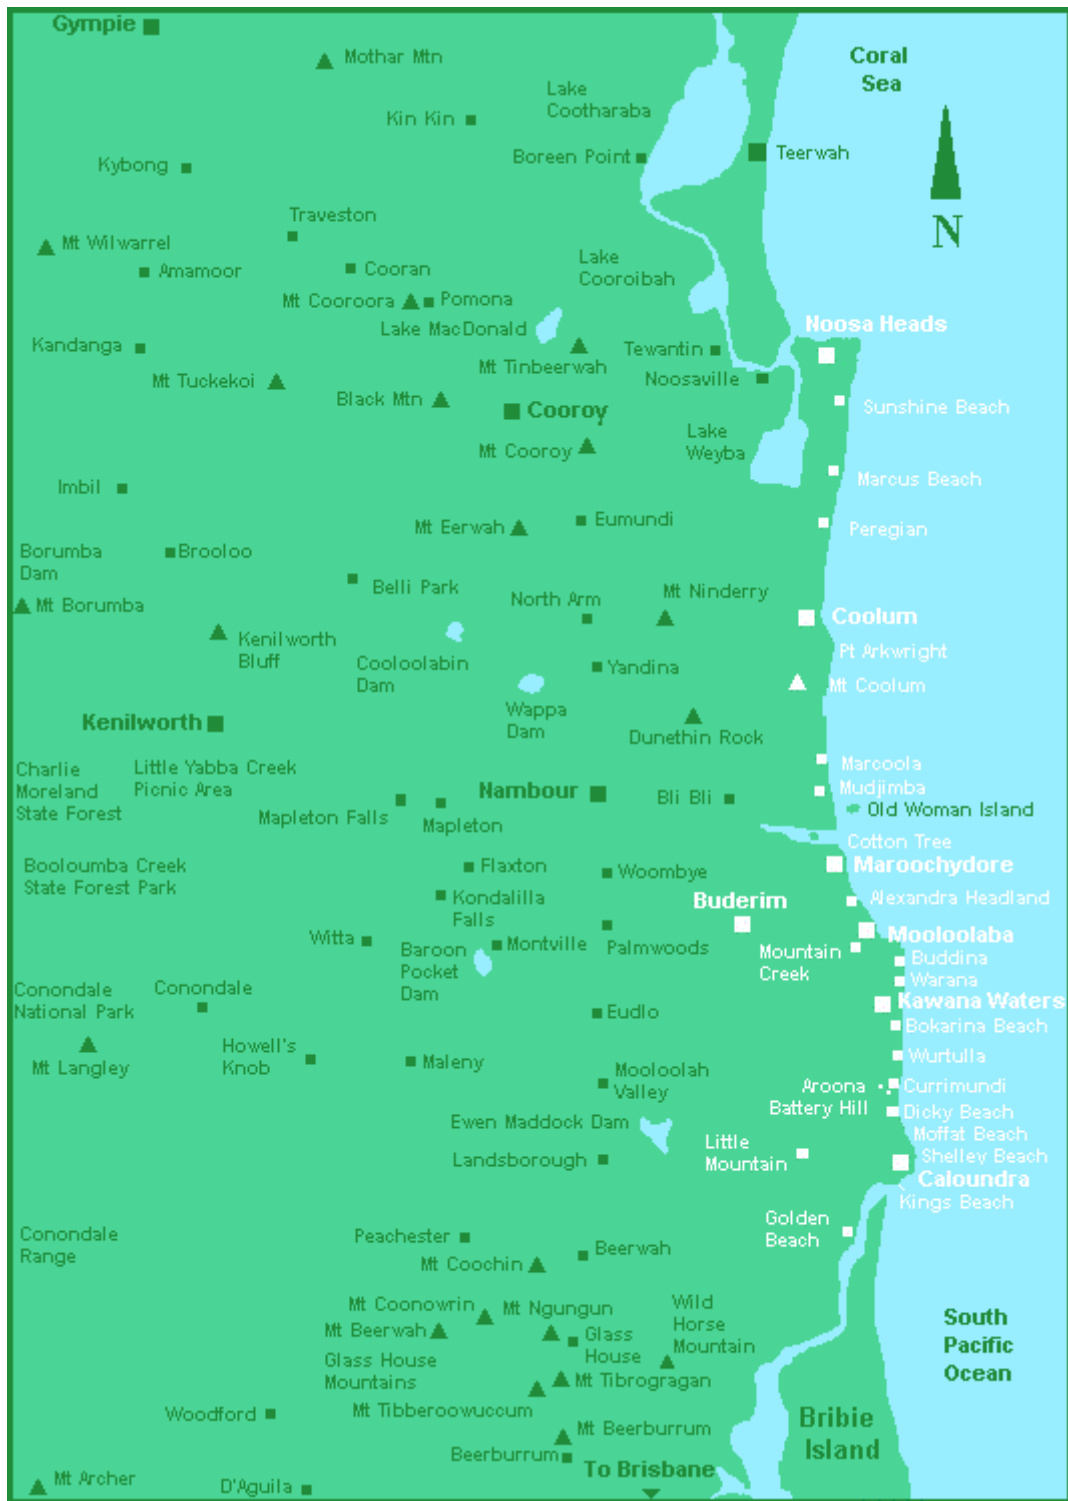 Gympie
Mothar Mtn
Coral
Sea
Lake
Cootharaba
Kin Kin
Boreen Point
Teerwah
Kybong
Traveston
N
Mt Wilwarrel
Amamoor
Cooran
Lake
Cooroibah
Mt Cooroora
Pomona
Lake MacDonald
Noosa Heads
Kandanga
Tewantin
Mt Tinbeerwah
Noosaville
Mt Tuckekoi
Black Mtn
Cooroy
Sunshine Beach
Lake
Weyba
Mt Cooroy
Marcus Beach
Imbil
Mt Eerwah
Eumundi
Peregian
Borumba
Dam
Brooloo
Belli Park
Mt Ninderry
North Arm
Mt Borumba
Coolum
Kenilworth
Bluff
Pt Arkwright
Cooloolabin
Dam
Yandina
Mt Coolum
Wappa
Dam
Kenilworth
Dunethin Rock
Charlie
Moreland
State Forest
Little Yabba Creek
Picnic Area
Marcoola
Mudjimba
Nambour
Bli Bli
Old Woman Island
Mapleton Falls
Mapleton
Cotton Tree
Maroochydore
Booloumba Creek
State Forest Park
Flaxton
Woombye
Kondalilla
Falls
Buderim
Alexandra Headland
Witta
Montville
Palmwoods
Mooloolaba
Baroon
Pocket
Dam
Mountain
Creek
Buddina
Warana
Conondale
National Park
Conondale
Kawana Waters
Eudlo
Bokarina Beach
Howell's
Knob
Mt Langley
Maleny
Wurtulla
Mooloolah
Valley
Aroona
Currimundi
Battery Hill
Dicky Beach
Ewen Maddock Dam
Moffat Beach
Little
Mountain
Landsborough
Shelley Beach
Caloundra
Kings Beach
Golden
Beach
Conondale
Range
Peachester
Beerwah
Mt Coochin
Mt Coonowrin
Mt Ngungun
Wild
Horse
Mountain
Mt Beerwah
Glass
House
South
Pacific
Ocean
Glass House
Mountains
Mt Tibrogragan
Mt Tibberoowuccum
Woodford
Bribie
Island
Mt Beerburrum
Beerburrum
To Brisbane
Mt Archer
D'Aguila